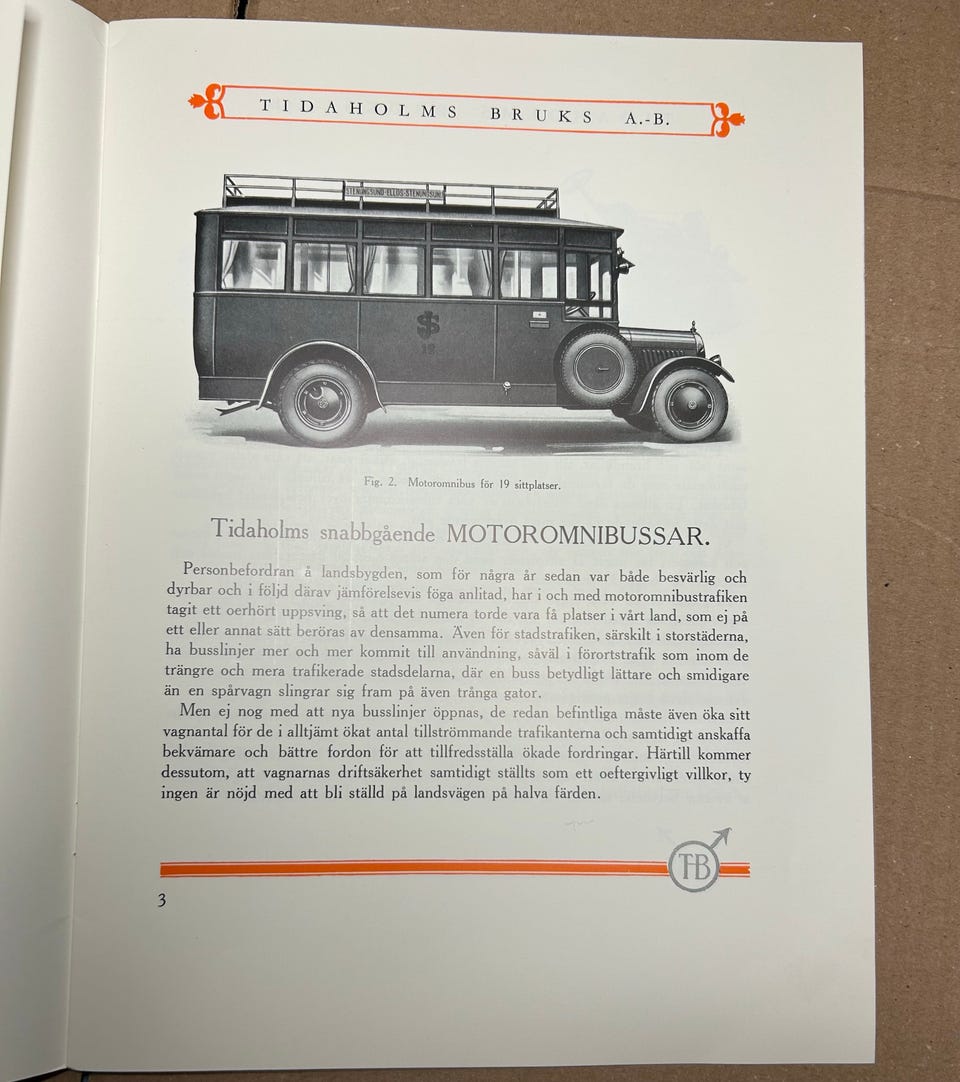 TIDAHOLMS BRUKS A.-B.
STENUNGSUND-ELLÖS-STENUNGSUND
SJ
Fig. 2. Motoromnibus för 19 sittplatser.
Tidaholms snabbgående MOTOROMNIBUSSAR.
Personbefordran å landsbygden, som för några år sedan var både besvärlig och
dyrbar och i följd därav jämförelsevis föga anlitad, har i och med motoromnibustrafiken
tagit ett oerhört uppsving, så att det numera torde vara få platser i vårt land, som ej på
ett eller annat sätt beröras av densamma. Även för stadstrafiken, särskilt i storstäderna,
ha busslinjer mer och mer kommit till användning, såväl i förortstrafik som inom de
trängre och mera trafikerade stadsdelarna, där en buss betydligt lättare och smidigare
än en spårvagn slingrar sig fram på även trånga gator.
Men ej nog med att nya busslinjer öppnas, de redan befintliga måste även öka sitt
vagnantal för de i alltjämt ökat antal tillströmmande trafikanterna och samtidigt anskaffa
bekvämare och bättre fordon för att tillfredsställa ökade fordringar. Härtill kommer
dessutom, att vagnarnas driftsäkerhet samtidigt ställts som ett oeftergivligt villkor, ty
ingen är nöjd med att bli ställd på landsvägen på halva färden.
TB
3